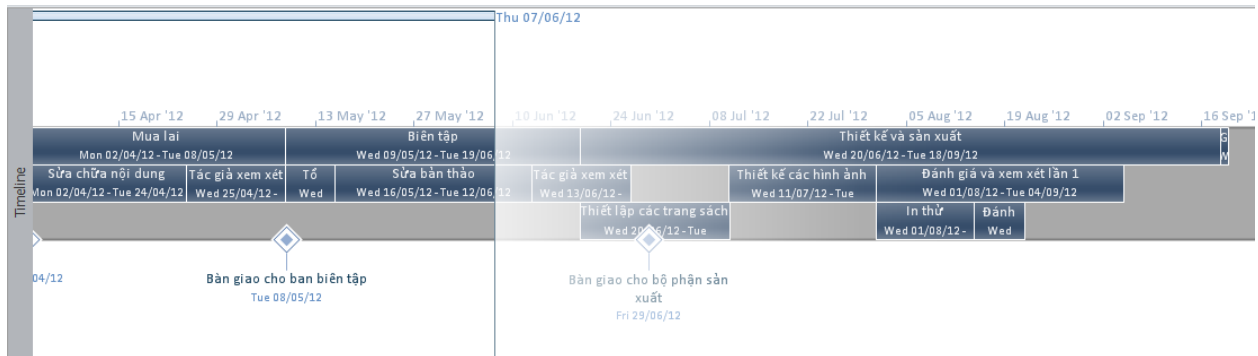 Thu 07/06/12
15 Apr '12 29 Apr '12 13 May '12 27 May '12 10 Jun '12 24 Jun '12 08 Jul '12 22 Jul '12 05 Aug '12 19 Aug '12 02 Sep '12 16 Sep '1
Mua lai Biên tập Thiết kế và sản xuất G
Mon 02/04/12 - Tue 08/05/12 Wed 09/05/12 - Tue 19/06/12 Wed 20/06/12 - Tue 18/09/12 W
Sửa chữa nội dung Tác giả xem xét Tổ Sửa bản thảo Tác giả xem xét Thiết kế các hình ảnh Đánh giá và xem xét lần 1
Mon 02/04/12 - Tue 24/04/12 Wed 25/04/12 - Wed Wed 16/05/12 - Tue 12/06/12 Wed 13/06/12 - Wed 11/07/12 - Tue Wed 01/08/12 - Tue 04/09/12
Thiết lập các trang sách In thử Đánh
Wed 20/06/12 - Tue Wed 01/08/12 - Wed
Timeline
04/12 Bàn giao cho ban biên tập Bàn giao cho bộ phận sản
Tue 08/05/12 xuất
Fri 29/06/12